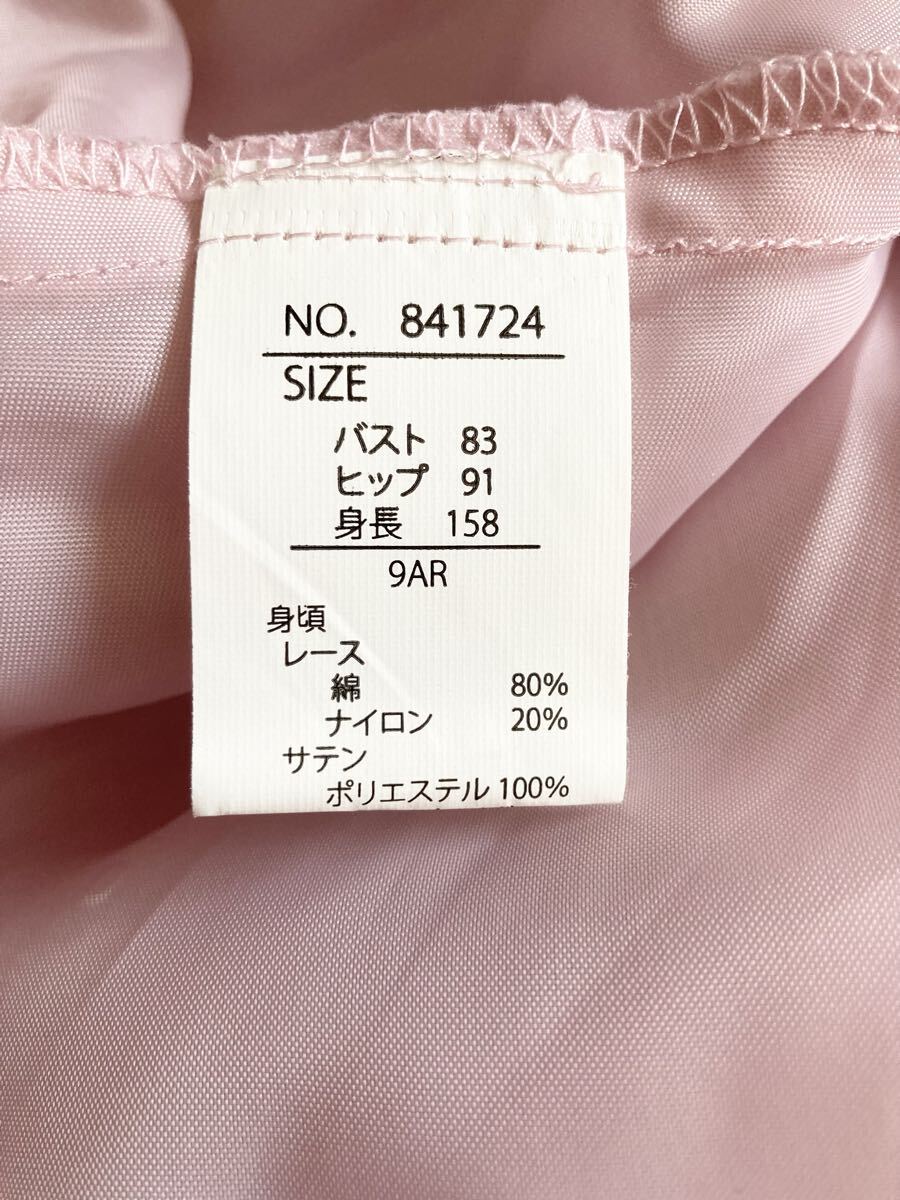 NO. 841724
SIZE
バスト 83
ヒップ 91
身長 158
9AR
身頃
レース
綿 80%
ナイロン 20%
サテン
ポリエステル 100%